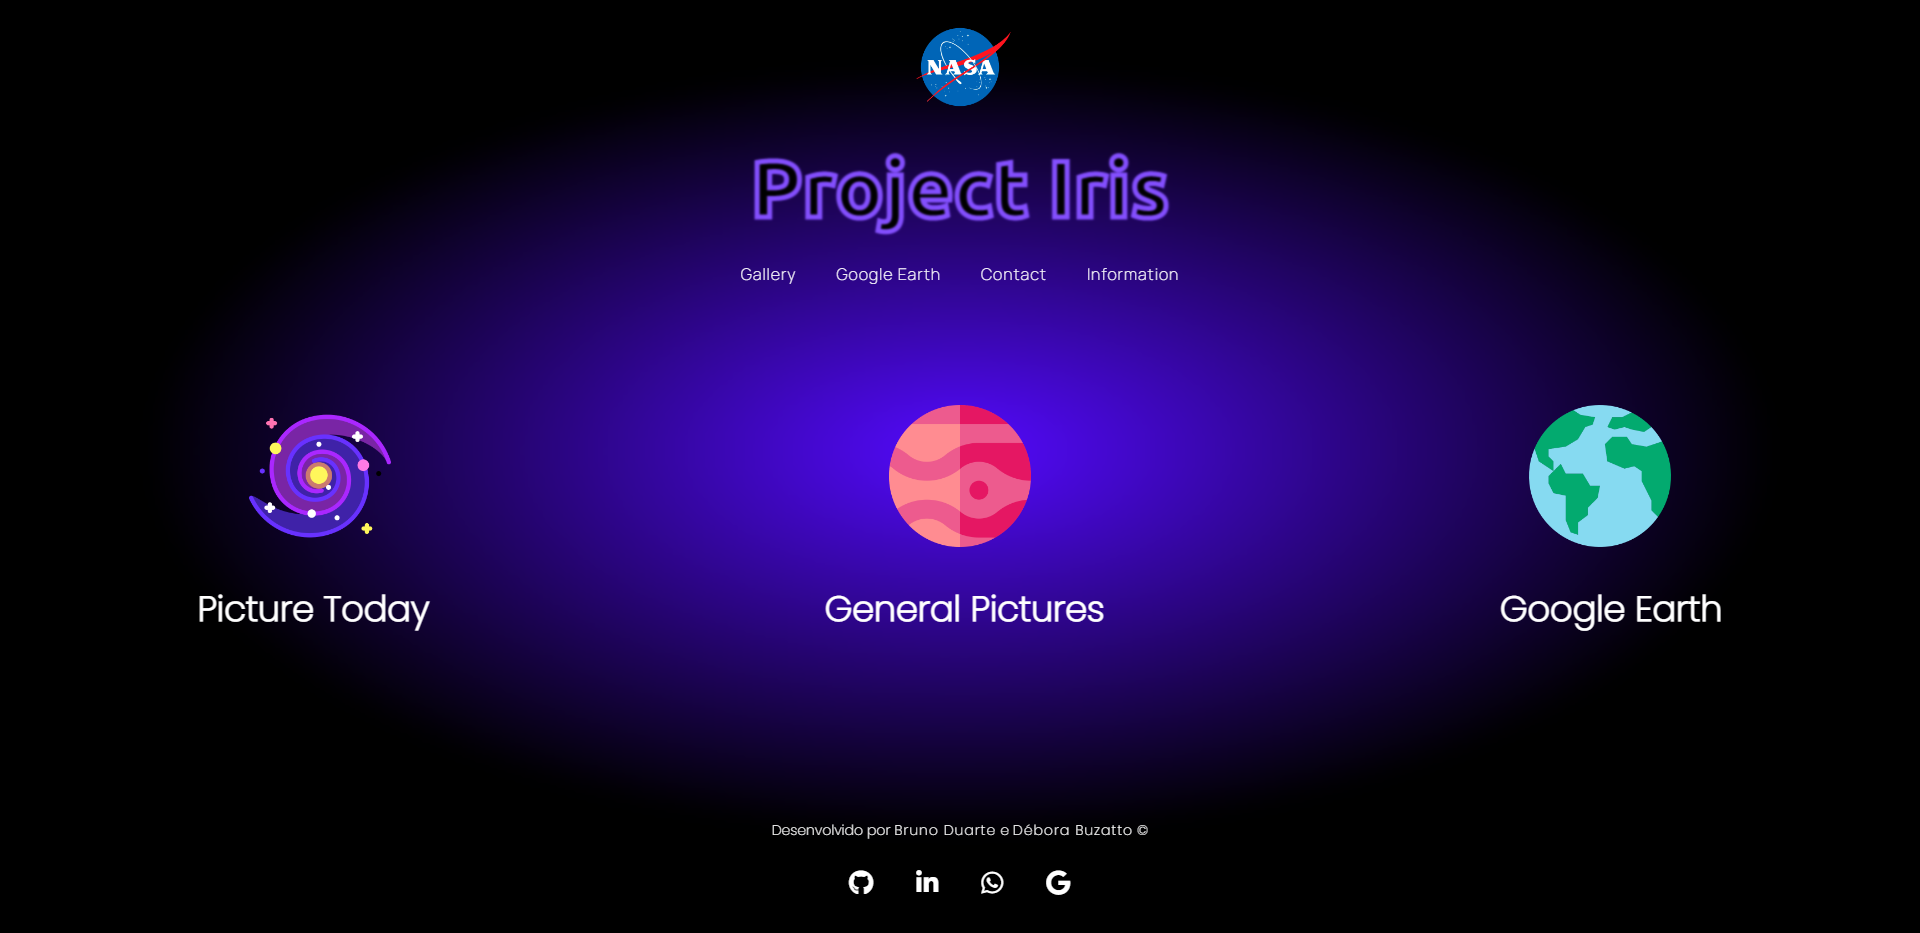 NASA
Project Iris
Gallery Google Earth Contact Information
Picture Today General Pictures Google Earth
Desenvolvido por Bruno Duarte e Débora Buzatto ©